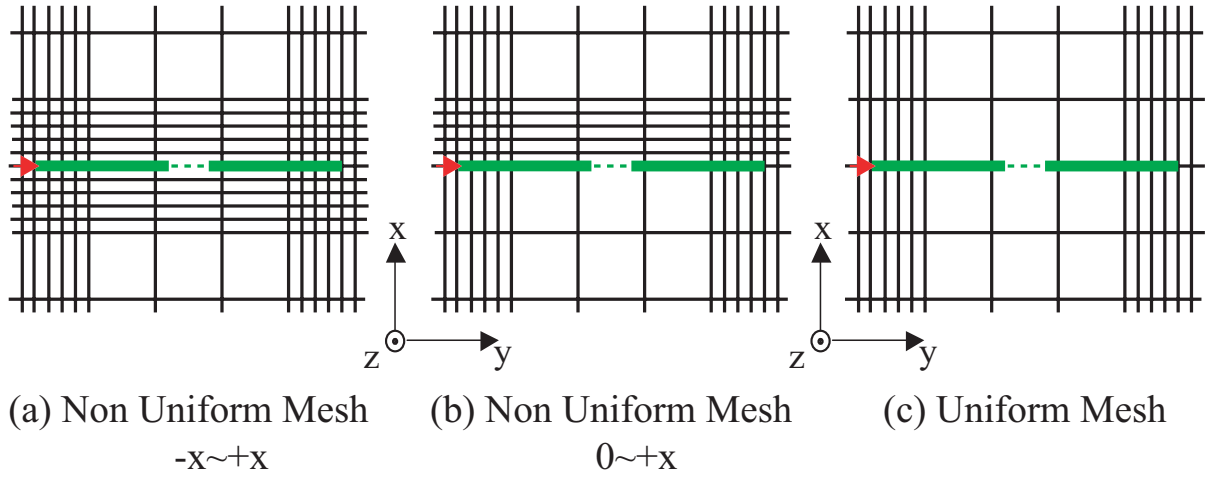 x
z
y
x
z
y
(a) Non Uniform Mesh
-x~+x
(b) Non Uniform Mesh
0~+x
(c) Uniform Mesh